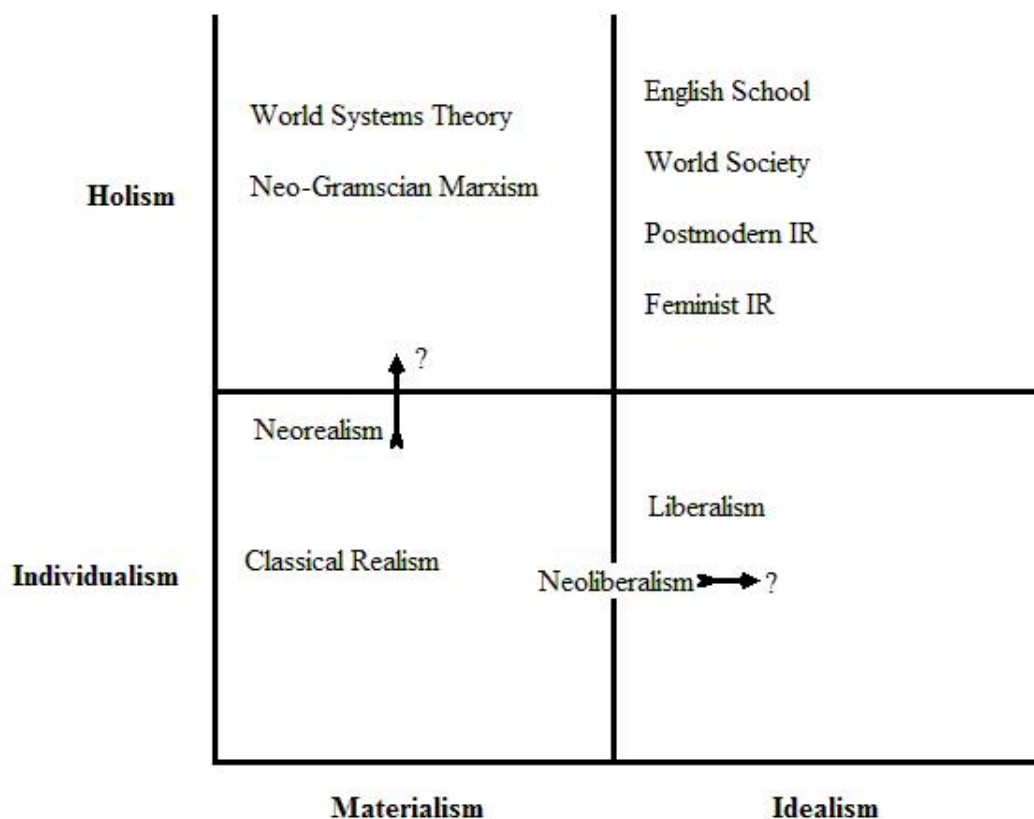 World Systems Theory
Neo-Gramscian Marxism
English School
World Society
Postmodern IR
Feminist IR
Holism
?
Neorealism
Classical Realism
Liberalism
Neoliberalism
?
Individualism
Materialism
Idealism